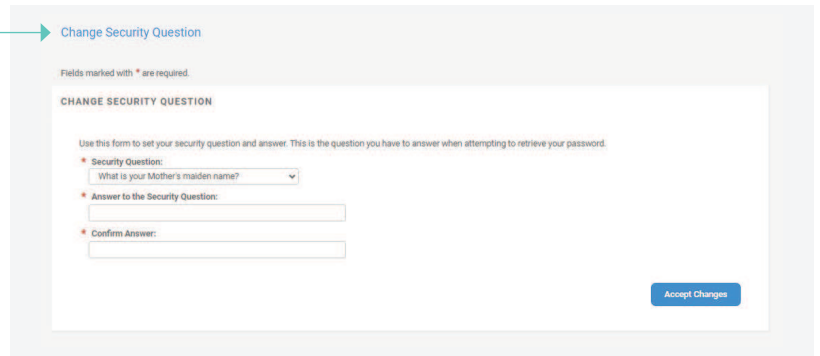 Change Security Question
Fields marked with * are required.
CHANGE SECURITY QUESTION
Use this form to set your security question and answer. This is the question you have to answer when attempting to retrieve your password.
* Security Question:
What is your Mother's maiden name?
* Answer to the Security Question:
* Confirm Answer:
Accept Changes